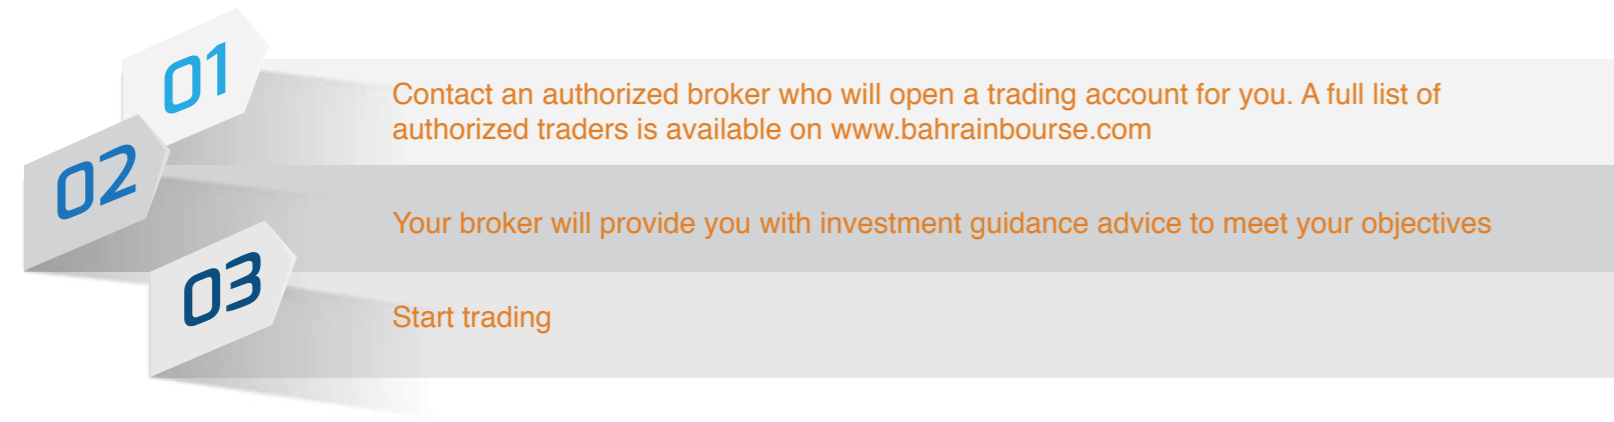 01
Contact an authorized broker who will open a trading account for you. A full list of
authorized traders is available on www.bahrainbourse.com
02
Your broker will provide you with investment guidance advice to meet your objectives
03
Start trading